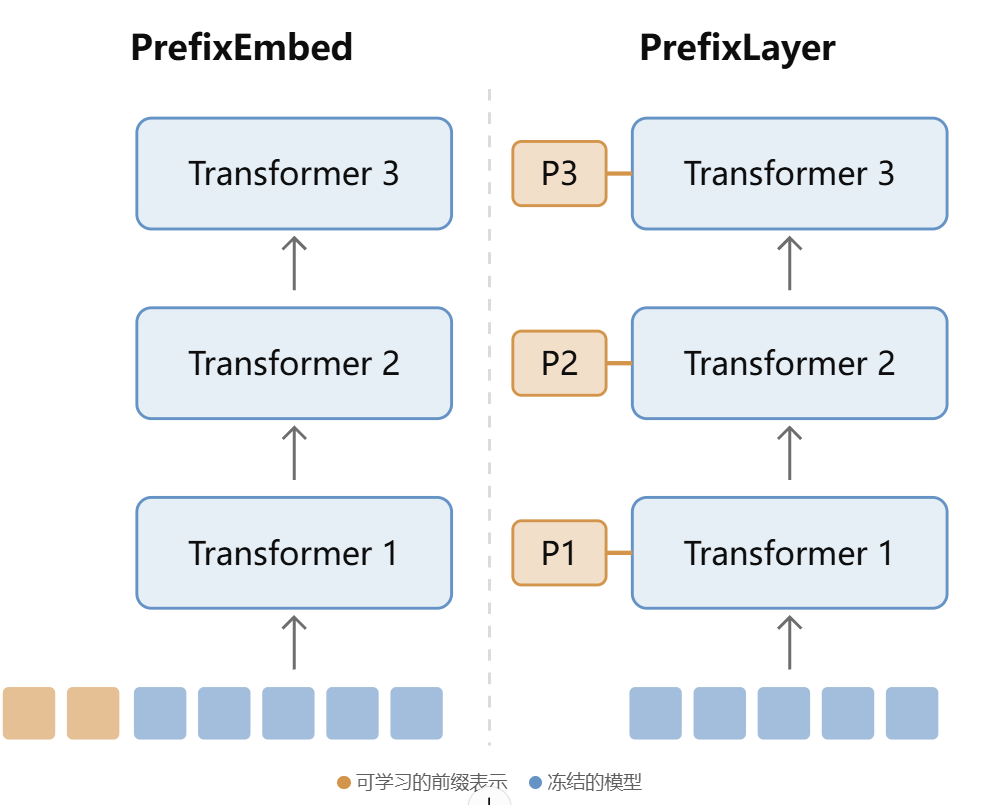 PrefixEmbed
Transformer 3
Transformer 2
Transformer 1
PrefixLayer
P3
Transformer 3
P2
Transformer 2
P1
Transformer 1
可学习的前缀表示
冻结的模型